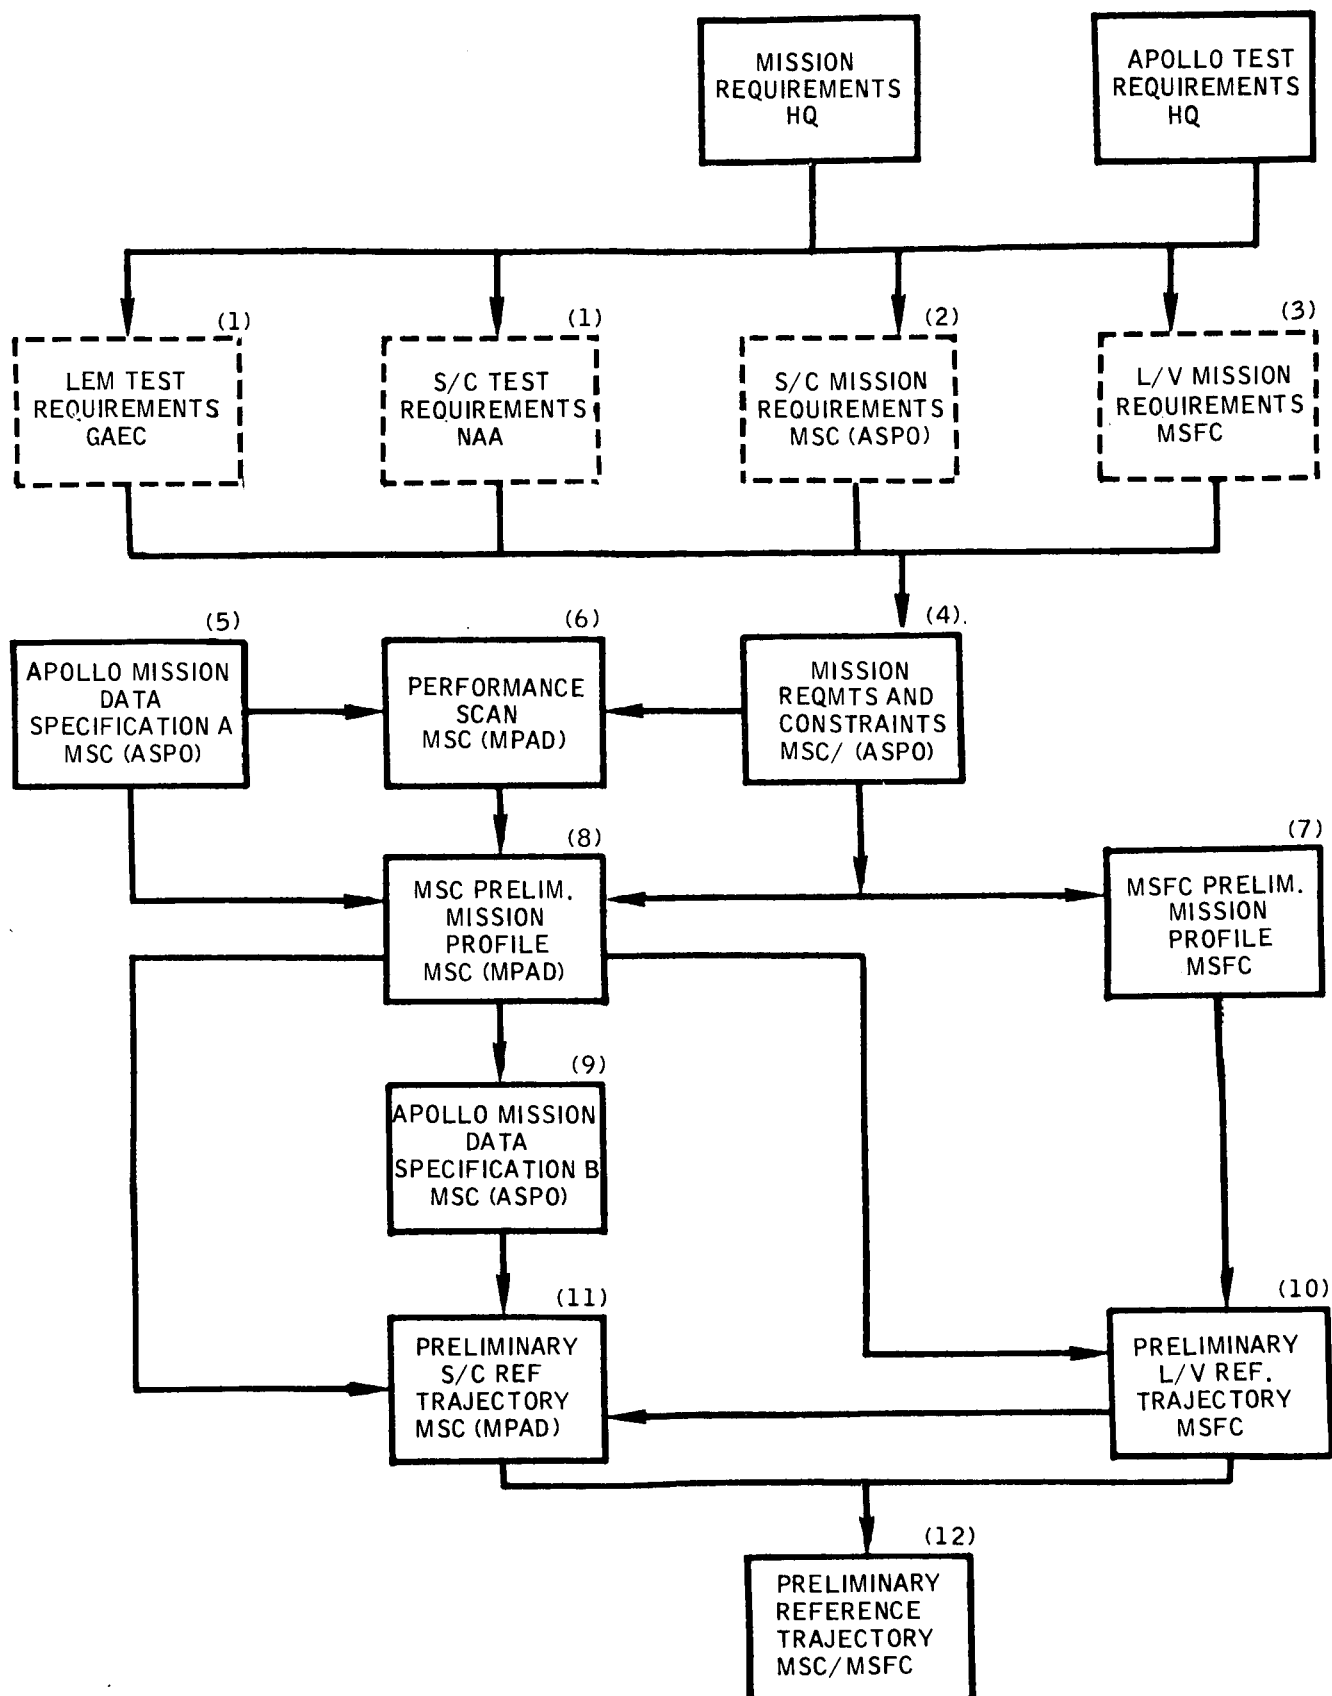 MISSION
REQUIREMENTS
HQ
APOLLO TEST
REQUIREMENTS
HQ
(1)
LEM TEST
REQUIREMENTS
GAEC
(1)
S/C TEST
REQUIREMENTS
NAA
(2)
S/C MISSION
REQUIREMENTS
MSC (ASPO)
(3)
L/V MISSION
REQUIREMENTS
MSFC
(5)
APOLLO MISSION
DATA
SPECIFICATION A
MSC (ASPO)
(6)
PERFORMANCE
SCAN
MSC (MPAD)
(4)
MISSION
REQMTS AND
CONSTRAINTS
MSC/ (ASPO)
(8)
MSC PRELIM.
MISSION
PROFILE
MSC (MPAD)
(7)
MSFC PRELIM.
MISSION
PROFILE
MSFC
(9)
APOLLO MISSION
DATA
SPECIFICATION B
MSC (ASPO)
(11)
PRELIMINARY
S/C REF
TRAJECTORY
MSC (MPAD)
(10)
PRELIMINARY
L/V REF.
TRAJECTORY
MSFC
(12)
PRELIMINARY
REFERENCE
TRAJECTORY
MSC/MSFC